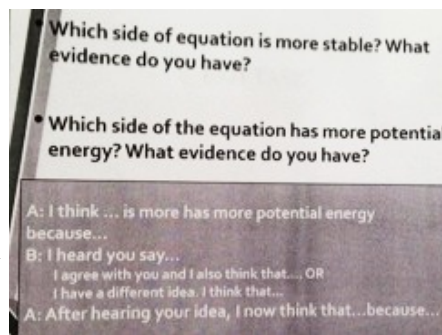 • Which side of equation is more stable? What
evidence do you have?
• Which side of the equation has more potentia
energy? What evidence do you have?
A: I think ... is more has more potential energy
because...
B: I heard you say...
I agree with you and I also think that..., OR
I have a different idea. I think that...
A: After hearing your idea, I now think that...because...